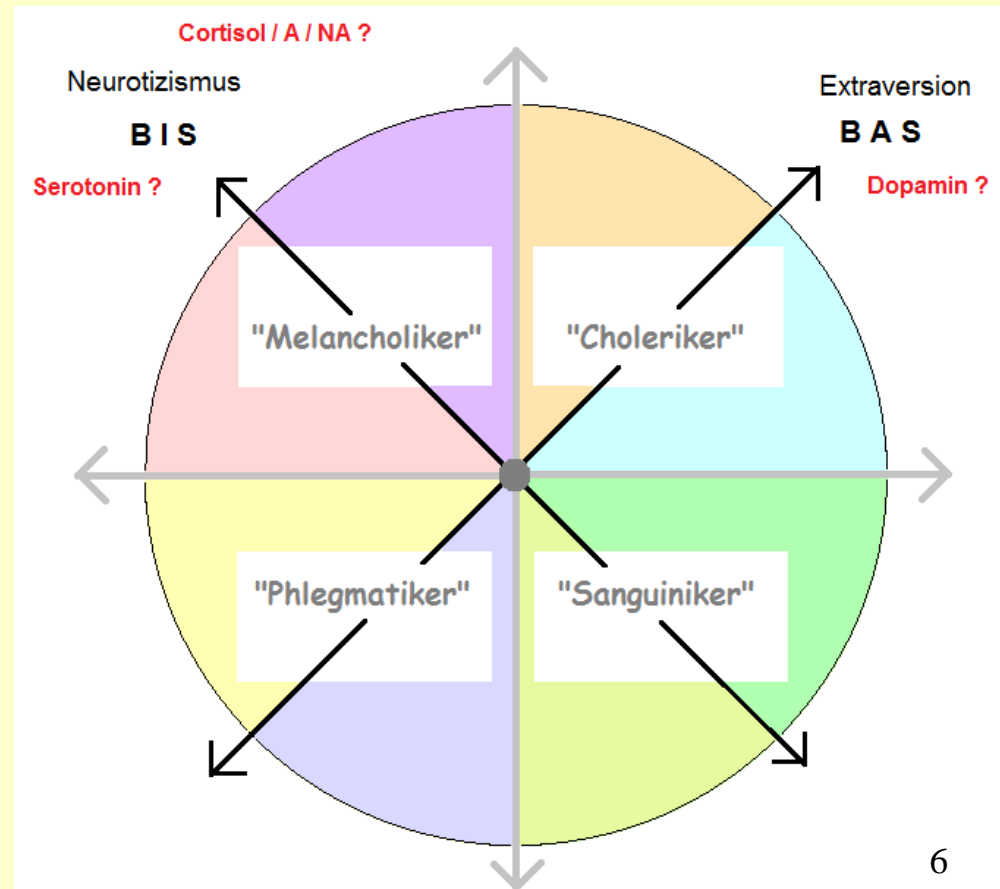 Cortisol / A / NA ?
Neurotizismus
B I S
Serotonin ?
Extraversion
B A S
Dopamin ?
"Melancholiker"
"Choleriker"
"Phlegmatiker"
"Sanguiniker"
6